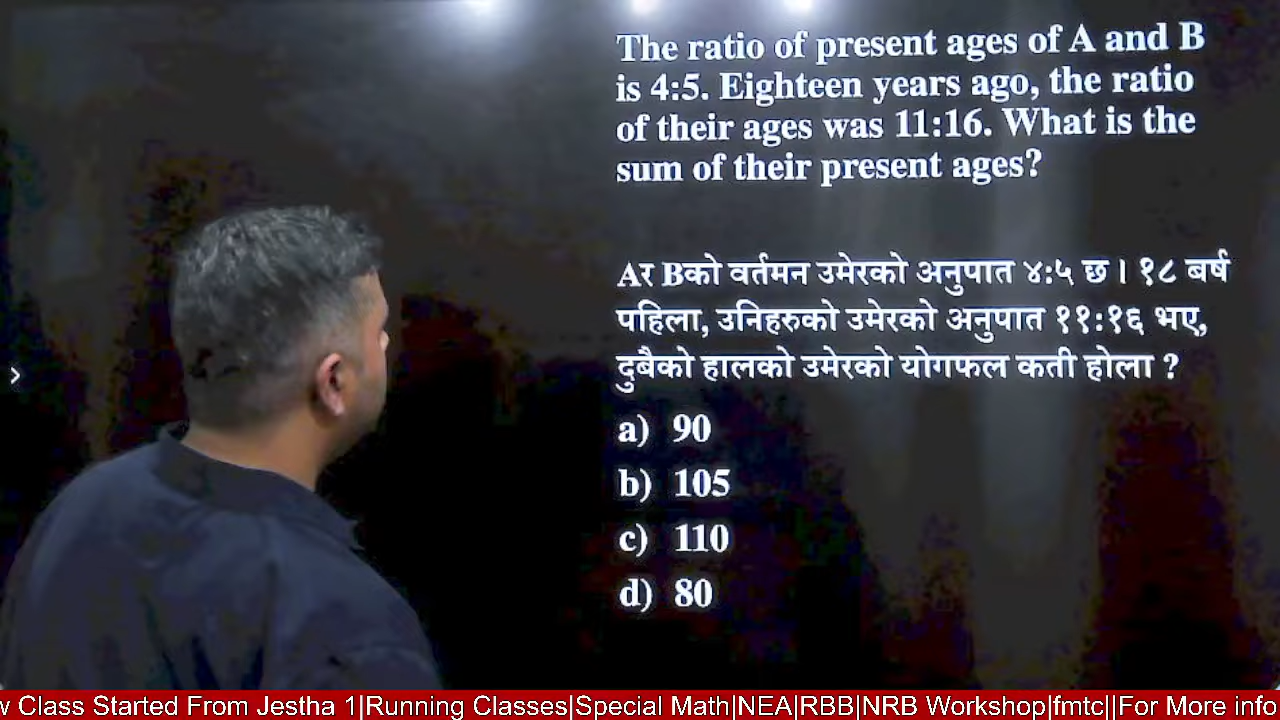 The ratio of present ages of A and B
is 4:5. Eighteen years ago, the ratio
of their ages was 11:16. What is the
sum of their present ages?
Aर Bको वर्तमन उमेरको अनुपात ४:५ छ । १८ बर्ष
पहिला, उनिहरुको उमेरको अनुपात ११:१६ भए,
दुबैको हालको उमेरको योगफल कती होला ?
a) 90
b) 105
c) 110
d) 80
w Class Started From Jestha 1|Running Classes|Special Math|NEA|RBB|NRB Workshop|fmtc||For More info